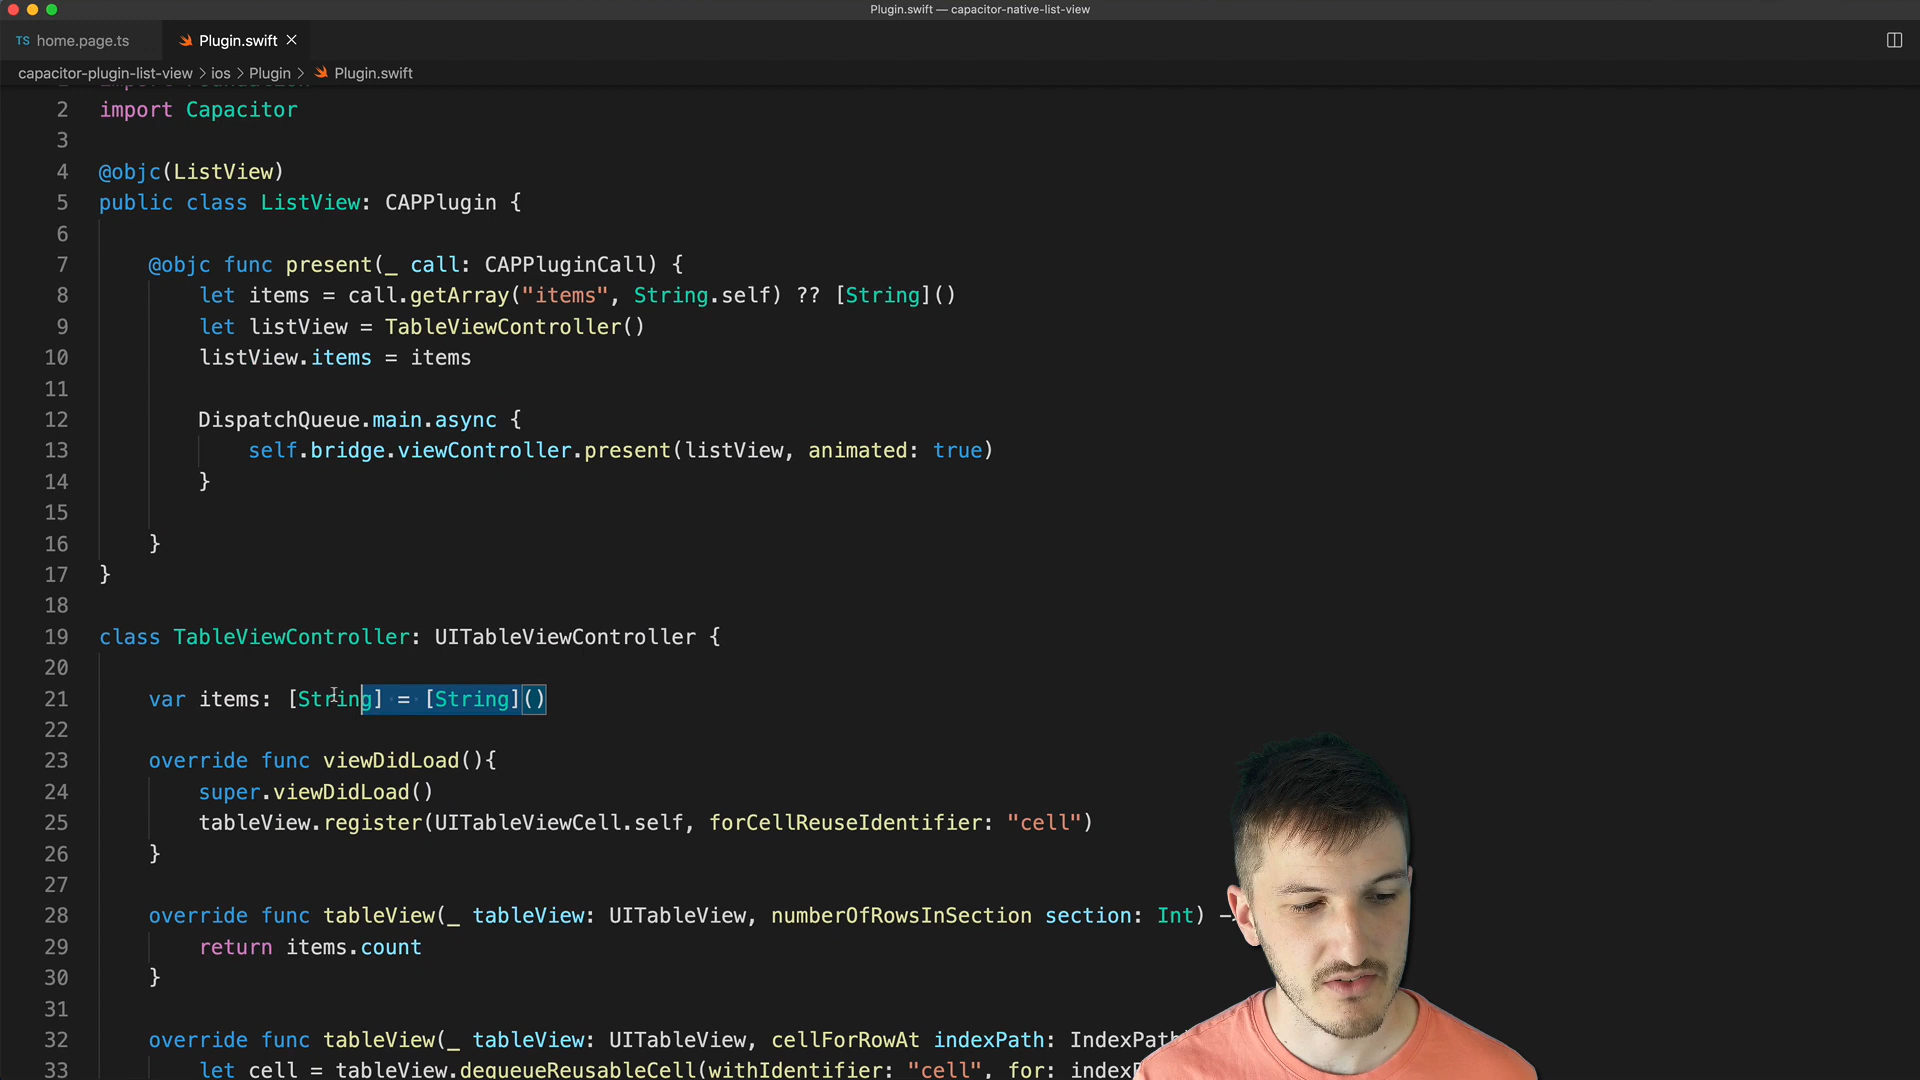 Plugin.swift — capacitor-native-list-view
TS home.page.ts
Plugin.swift
capacitor-plugin-list-view > ios > Plugin > Plugin.swift
2 import Capacitor
3
4 @objc(ListView)
5 public class ListView: CAPPlugin {
6
7 @objc func present(_ call: CAPPluginCall) {
8 let items = call.getArray("items", String.self) ?? [String]()
9 let listView = TableViewController()
10 listView.items = items
11
12 DispatchQueue.main.async {
13 self.bridge.viewController.present(listView, animated: true)
14 }
15
16 }
17 }
18
19 class TableViewController: UITableViewController {
20
21 var items: [String] = [String]()
22
23 override func viewDidLoad(){
24 super.viewDidLoad()
25 tableView.register(UITableViewCell.self, forCellReuseIdentifier: "cell")
26 }
27
28 override func tableView(_ tableView: UITableView, numberOfRowsInSection section: Int)
29 return items.count
30 }
31
32 override func tableView(_ tableView: UITableView, cellForRowAt indexPath: IndexPath
33 let cell = tableView.dequeueReusableCell(withIdentifier: "cell", for: